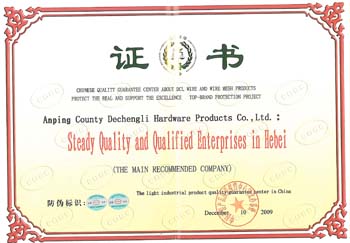 证 书
CHINESE QUALITY GUARANTEE CENTER ABOUT DCL WIRE AND WIRE MESH PRODUCTS
PROTECT THE REAL AND SUPPORT THE EXCELLENCE TOP-BRAND PROTECTION PROJECT
Anping County Dechengli Hardware Products Co.,Ltd.:
Steady Quality and Qualified Enterprises in Hebei
(THE MAIN RECOMMENDED COMPANY)
The light industrial product quality guarantee center in China
防伪标识:
December 10 2009